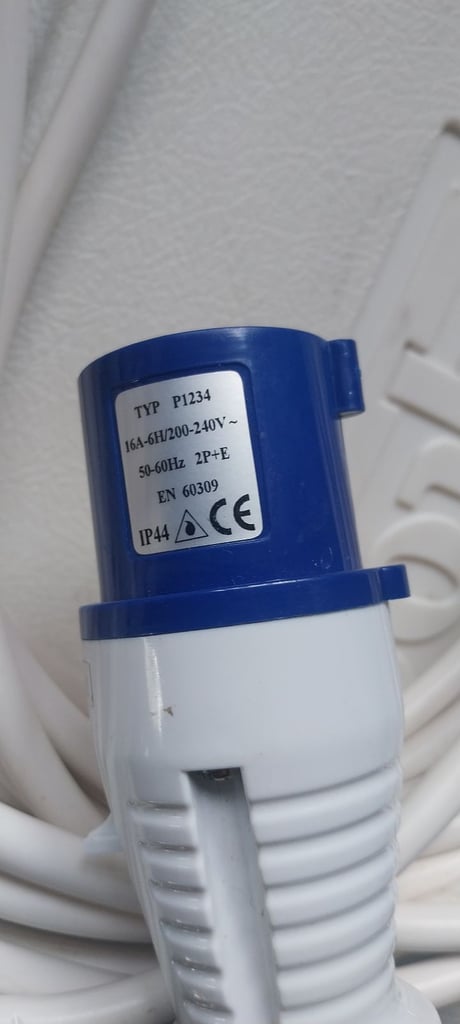 TYP P1234
16A-6H/200-240V~
50-60Hz 2P+E
EN 60309
IP44 CE